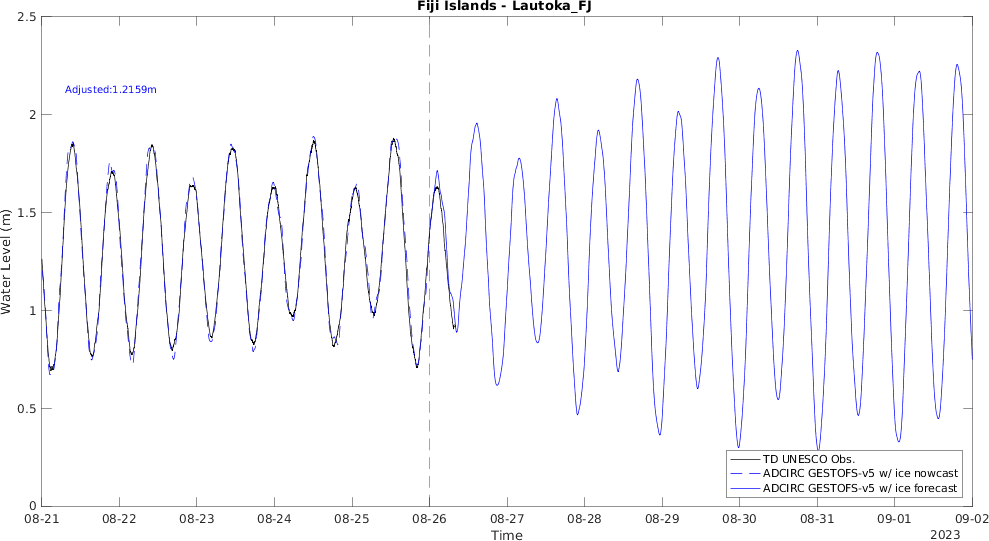 Fiji Islands - Lautoka_FJ
Adjusted:1.2159m
Water Level (m)
2.5
2
1.5
1
0.5
0
TD UNESCO Obs.
ADCIRC GESTOFS-v5 w/ ice nowcast
ADCIRC GESTOFS-v5 w/ ice forecast
08-21 08-22 08-23 08-24 08-25 08-26 08-27 08-28 08-29 08-30 08-31 09-01 09-02
Time
2023